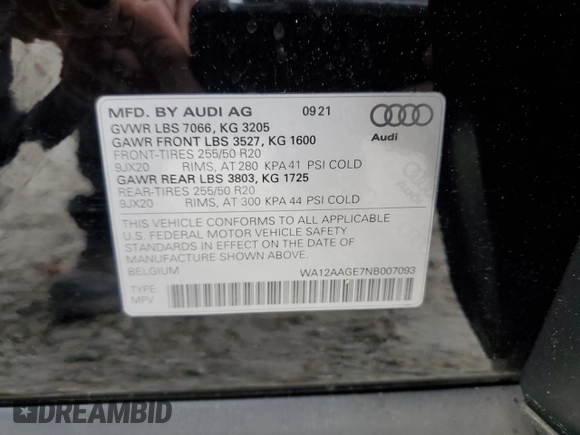 MFD. BY AUDI AG 09 21
GVWR LBS 7066, KG 3205
GAWR FRONT LBS 3527, KG 1600
FRONT-TIRES 255/50 R20
9JX20 RIMS, AT 280 KPA 41 PSI COLD
GAWR REAR LBS 3803, KG 1725
REAR-TIRES 255/50 R20
9JX20 RIMS, AT 300 KPA 44 PSI COLD
Audi
THIS VEHICLE CONFORMS TO ALL APPLICABLE
U.S. FEDERAL MOTOR VEHICLE SAFETY
STANDARDS IN EFFECT ON THE DATE OF
MANUFACTURE SHOWN ABOVE.
BELGIUM WA12AAGE7NB007093
TYPE:
MPV
DREAMBID